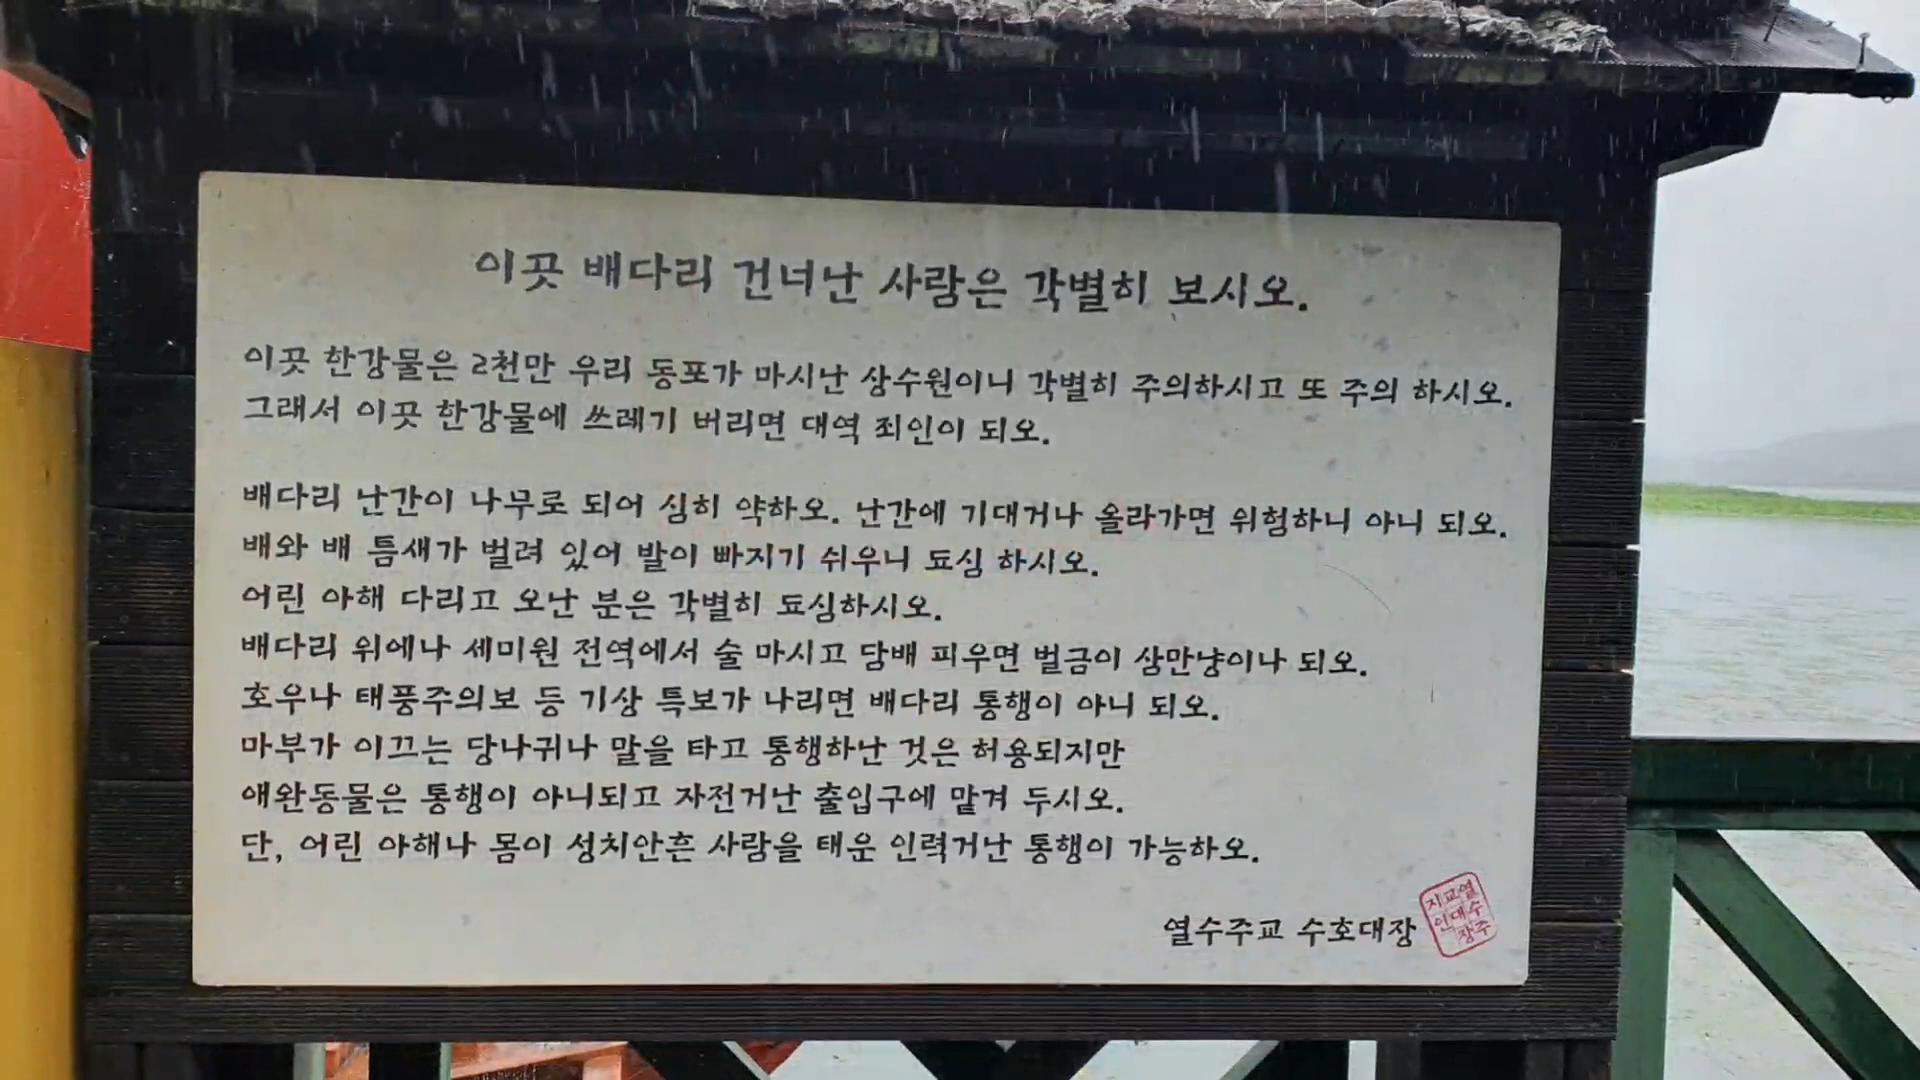 이곳 배다리 건너난 사람은 각별히 보시오.
이곳 한강물은 2천만 우리 동포가 마시난 상수원이니 각별히 주의하시고 또 주의 하시오.
그래서 이곳 한강물에 쓰레기 버리면 대역 죄인이 되오.
배다리 난간이 나무로 되어 심히 약하오. 난간에 기대거나 올라가면 위험하니 아니 되오.
배와 배 틈새가 벌려 있어 발이 빠지기 쉬우니 됴심 하시오.
어린 아해 다리고 오난 분은 각별히 됴심하시오.
배다리 위에나 세미원 전역에서 술 마시고 담배 피우면 벌금이 상만냥이나 되오.
호우나 태풍주의보 등 기상 특보가 나리면 배다리 통행이 아니 되오.
마부가 이끄는 당나귀나 말을 타고 통행하난 것은 허용되지만
애완동물은 통행이 아니되고 자전거난 출입구에 맡겨 두시오.
단, 어린 아해나 몸이 성치안흔 사람을 태운 인력거난 통행이 가능하오.
열수주교 수호대장
열수주
교대장
지인